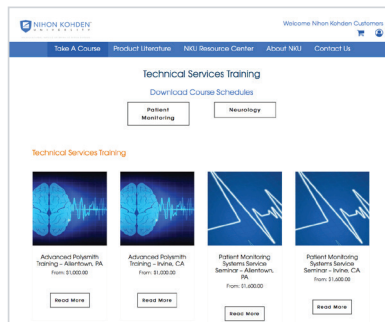 NIHON KOHDEN
UNIVERSITY
Welcome Nihon Kohden Customers
Take A Course Product Literature NKU Resource Center About NKU Contact Us
Technical Services Training
Download Course Schedules
Patient
Monitoring
Neurology
Technical Services Training
Advanced Polysmith
Training – Allentown, PA
From: $1,000.00
Read More
Advanced Polysmith
Training – Irvine, CA
From: $1,000.00
Read More
Patient Monitoring
Systems Service
Seminar – Allentown,
PA
From: $1,600.00
Read More
Patient Monitoring
Systems Service
Seminar – Irvine, CA
From: $1,600.00
Read More